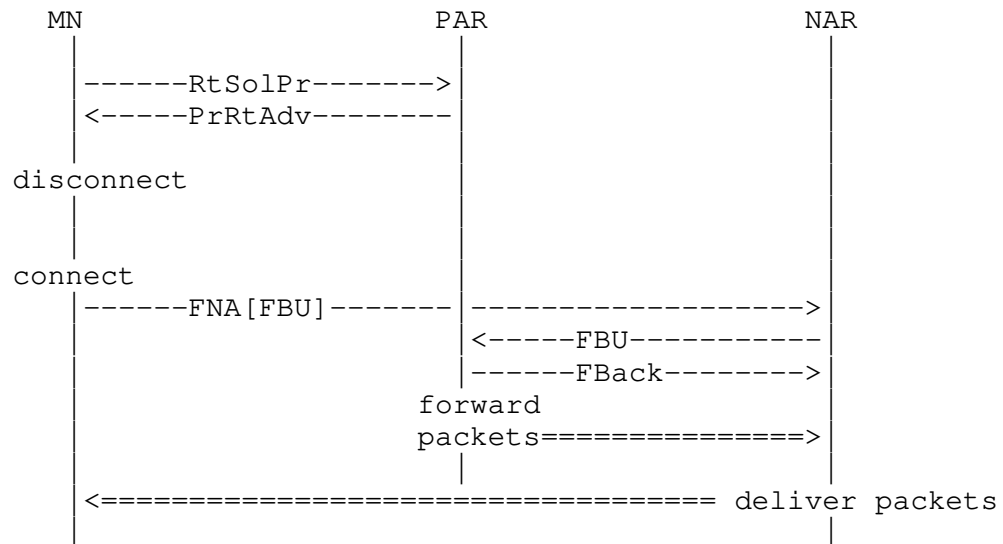 MN PAR NAR
|------RtSolPr------->|
|<-----PrRtAdv--------|
disconnect
connect
|------FNA[FBU]-------|------------------->|
|<-----FBU-----------|
|------FBack-------->|
forward
packets===============>|
|<=================================== deliver packets